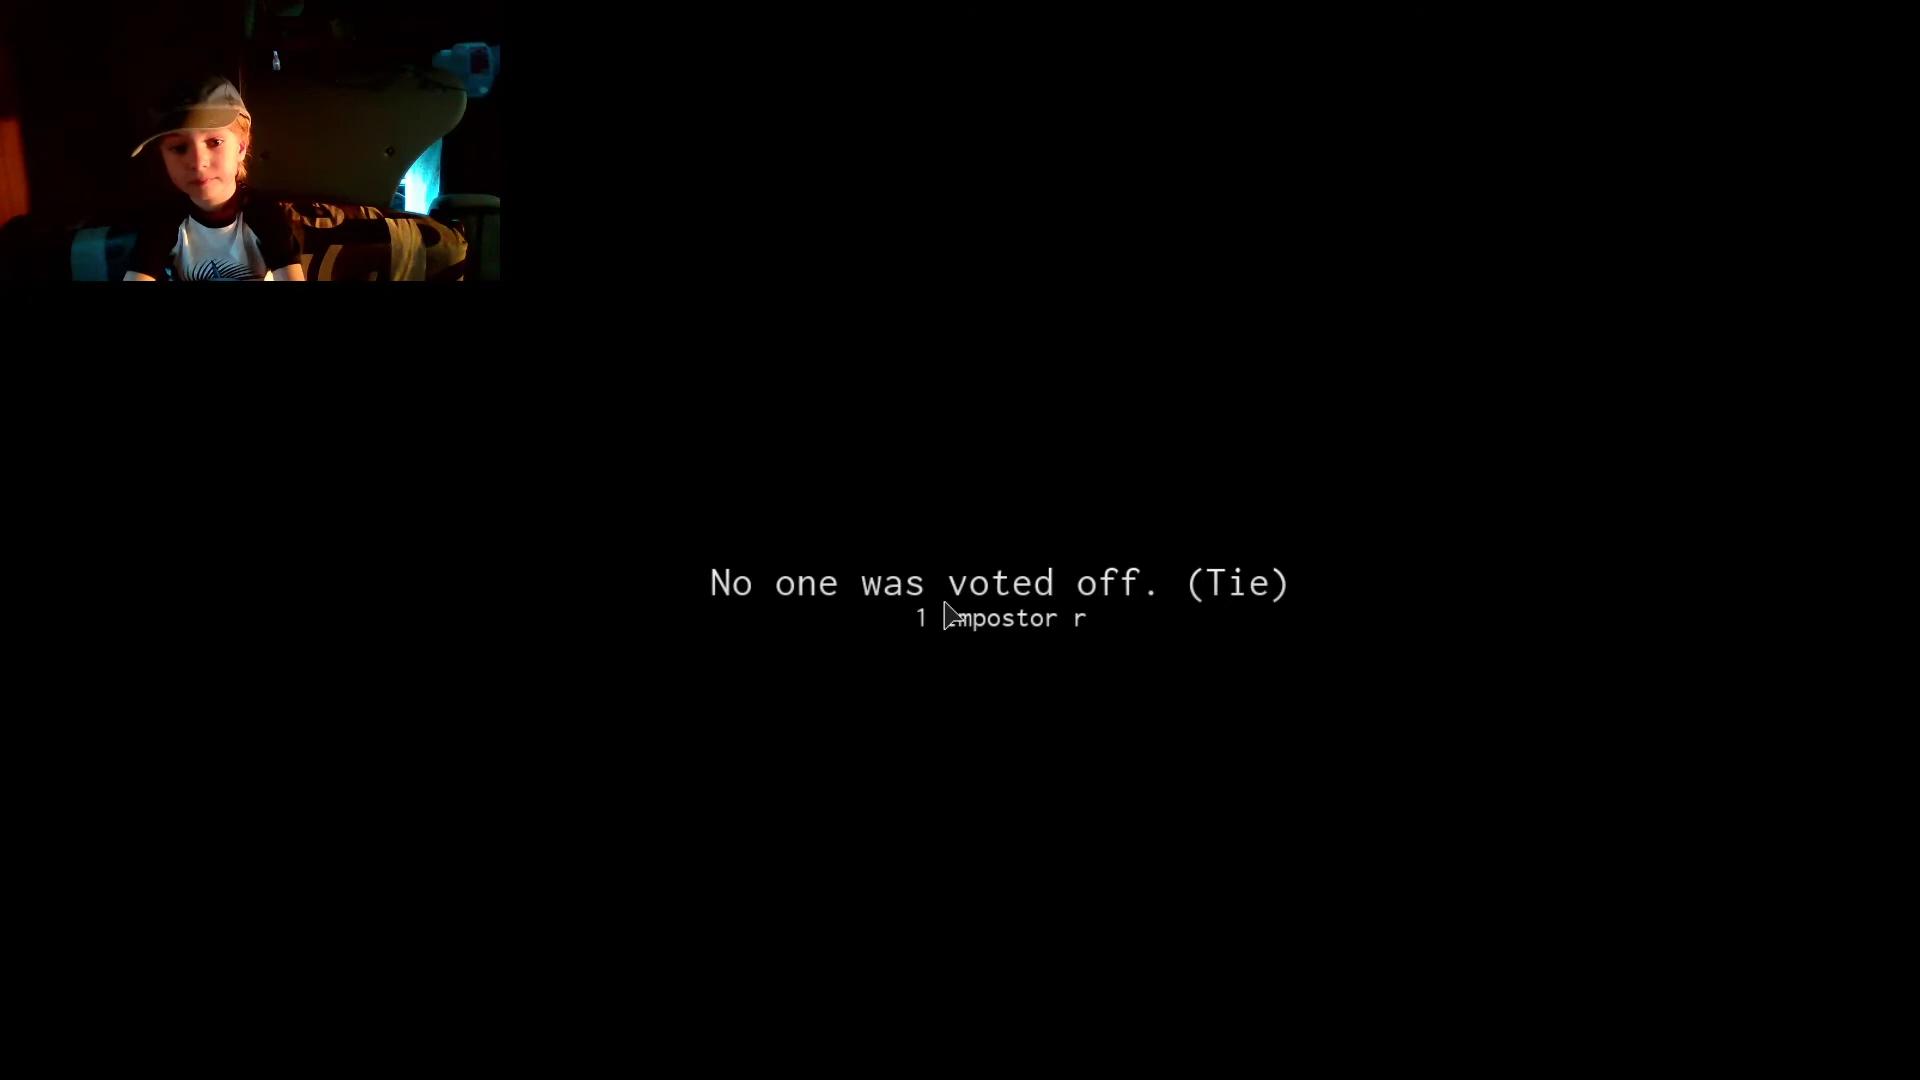 No one was voted off. (Tie)
1 mpostor r